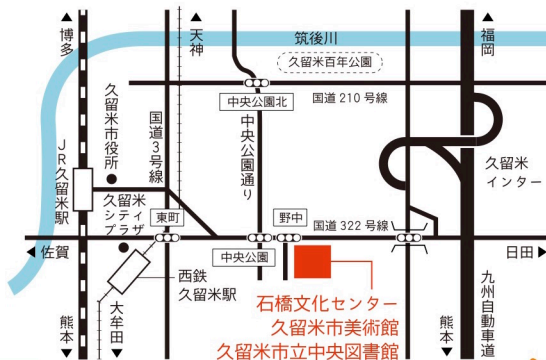 博多
天神
筑後川
福岡
久留米百年公園
国道210号線
中央公園北
久留米市役所
国道3号線
中央公園通り
JR久留米駅
久留米
インター
久留米
シティ
プラザ
東町
野中
国道322号線
佐賀
中央公園
日田
西鉄
久留米駅
石橋文化センター
久留米市美術館
久留米市立中央図書館
熊本
大牟田
熊本
九州自動車道